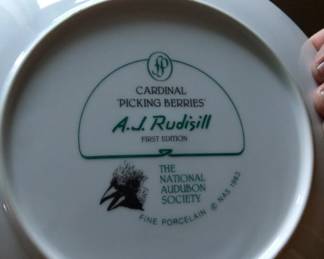 CARDINAL
'PICKING BERRIES'
A.J. Rudisill
FIRST EDITION
THE
NATIONAL
AUDUBON
SOCIETY
FINE PORCELAIN © NAS 1983